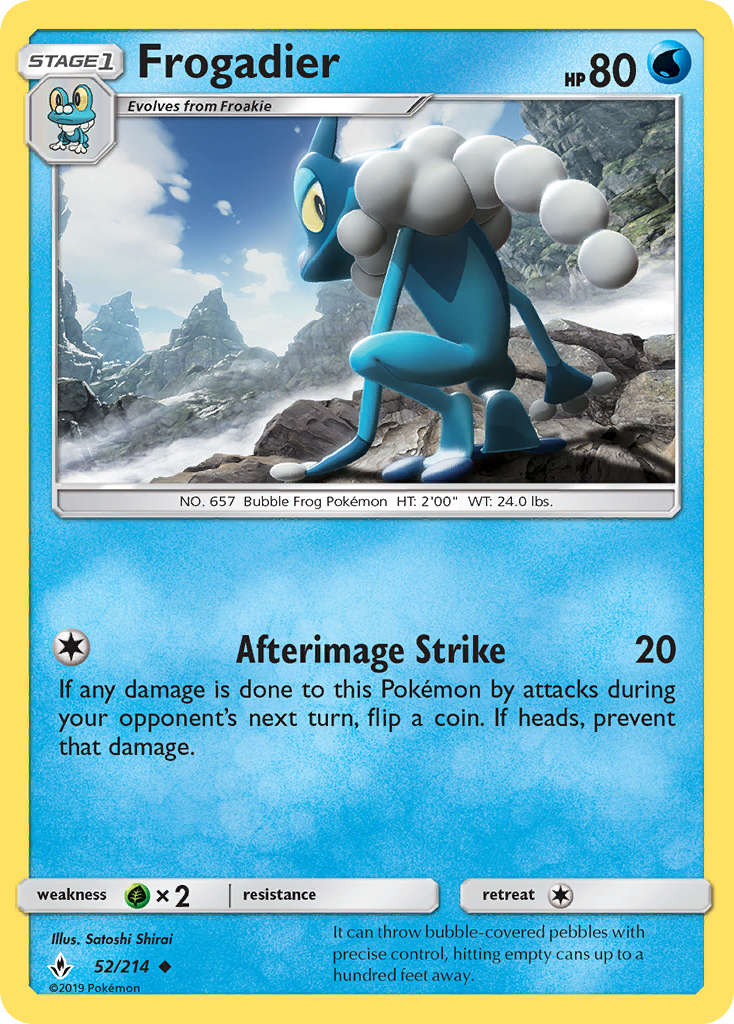 STAGE1
Frogadier
HP80
Evolves from Froakie
NO. 657 Bubble Frog Pokémon HT: 2'00" WT: 24.0 lbs.
Afterimage Strike 20
If any damage is done to this Pokémon by attacks during
your opponent’s next turn, flip a coin. If heads, prevent
that damage.
weakness ×2 resistance retreat
Illus. Satoshi Shirai
52/214
©2019 Pokémon
It can throw bubble-covered pebbles with
precise control, hitting empty cans up to a
hundred feet away.